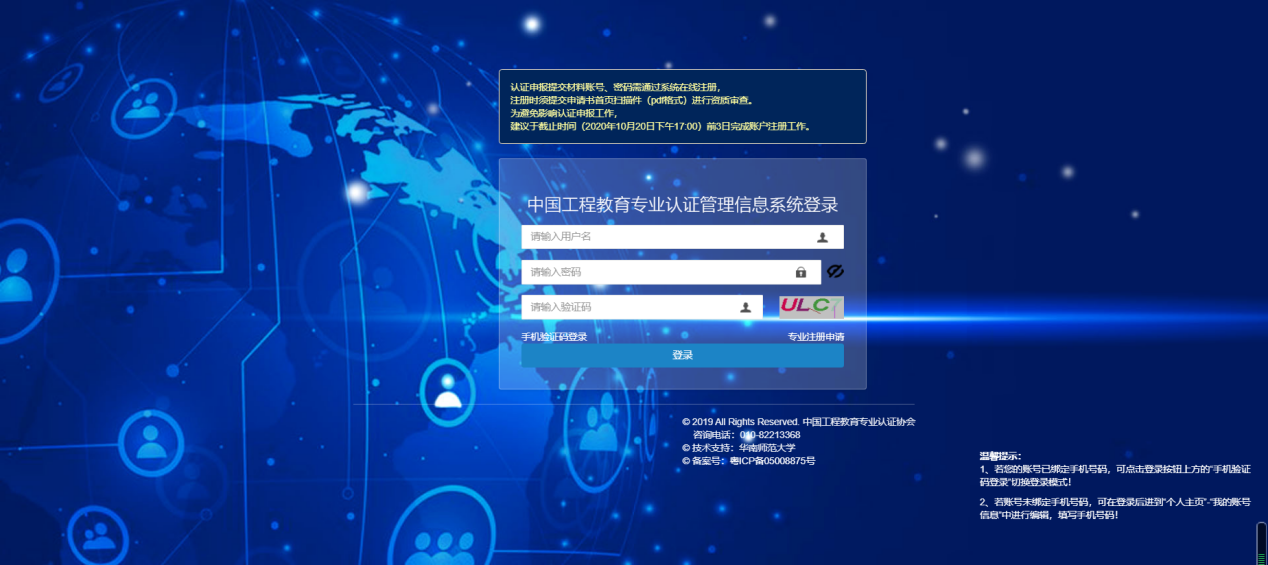 认证申报提交材料账号、密码需通过系统在线注册，
注册时须提交申请书首页扫描件（pdf格式）进行资质审查。
为避免影响认证申报工作，
建议于截止时间（2020年10月20日下午17:00）前3日完成账户注册工作。
中国工程教育专业认证管理信息系统登录
请输入用户名
请输入密码
请输入验证码
ULC
手机验证码登录 专业注册申请
登录
© 2019 All Rights Reserved. 中国工程教育专业认证协会
咨询电话：010-82213368
© 技术支持：华南师范大学
© 备案号：粤ICP备05008875号
温馨提示：
1、若您的账号已绑定手机号码，可点击登录按钮上方的“手机验证
码登录”切换登录模式！
2、若账号未绑定手机号码，可在登录后进到“个人主页”-“我的账号
信息”中进行编辑，填写手机号码！